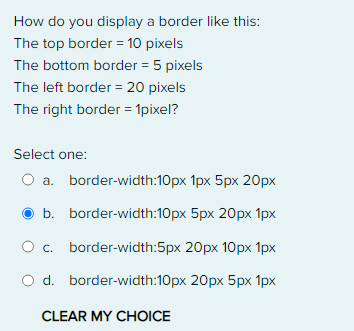 How do you display a border like this:
The top border = 10 pixels
The bottom border = 5 pixels
The left border = 20 pixels
The right border = 1pixel?
Select one:
a. border-width:10px 1px 5px 20px
b. border-width:10px 5px 20px 1px
c. border-width:5px 20px 10px 1px
d. border-width:10px 20px 5px 1px
CLEAR MY CHOICE